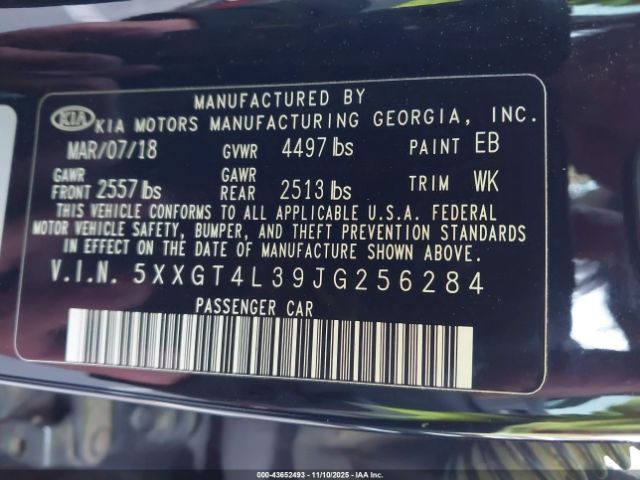 MANUFACTURED BY
KIA KIA MOTORS MANUFACTURING GEORGIA, INC.
MAR/07/18 GVWR 4497 lbs PAINT EB
GAWR FRONT 2557 lbs GAWR REAR 2513 lbs TRIM WK
THIS VEHICLE CONFORMS TO ALL APPLICABLE U.S.A. FEDERAL
MOTOR VEHICLE SAFETY, BUMPER, AND THEFT PREVENTION STANDARDS
IN EFFECT ON THE DATE OF MANUFACTURE SHOWN ABOVE.
V.I.N. 5XXGT4L39JG256284
PASSENGER CAR
000-43652493 - 11/10/2025 - IAA Inc.